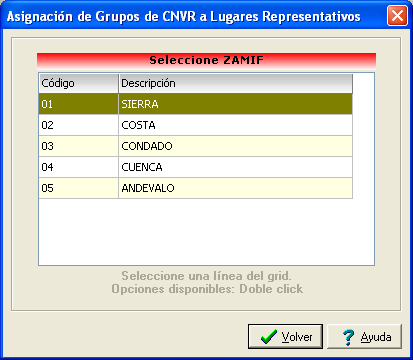 Asignación de Grupos de CNVR a Lugares Representativos
Seleccione ZAMIF
Código Descripción
01 SIERRA
02 COSTA
03 CONDADO
04 CUENCA
05 ANDEVALO
Seleccione una línea del grid.
Opciones disponibles: Doble click
Volver ? Ayuda